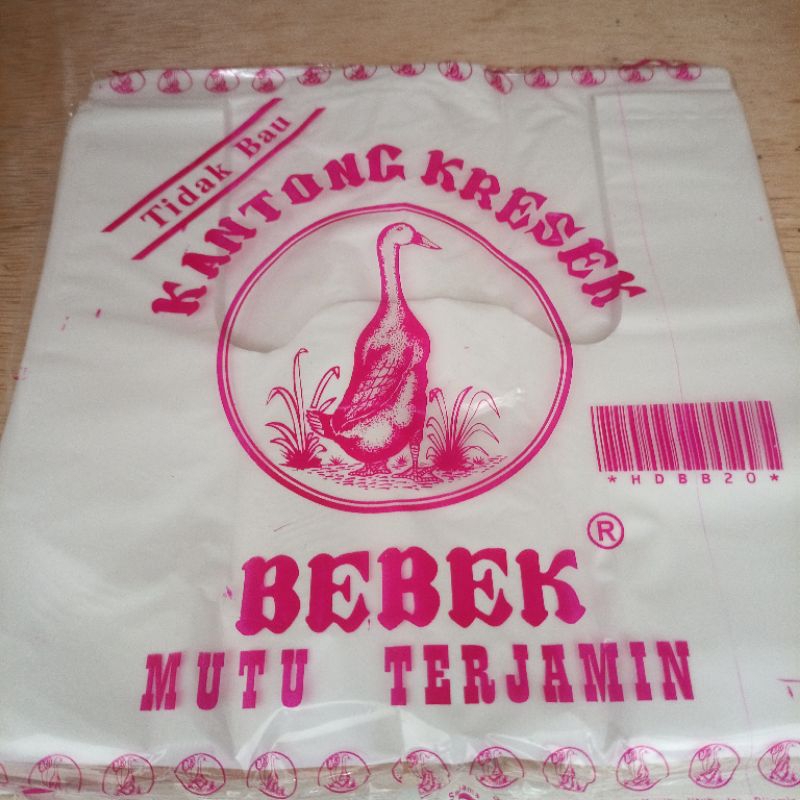 Tidak Bau
KANTONG KRESEK
*HDBB20*
®
BEBEK
MUTU TERJAMIN